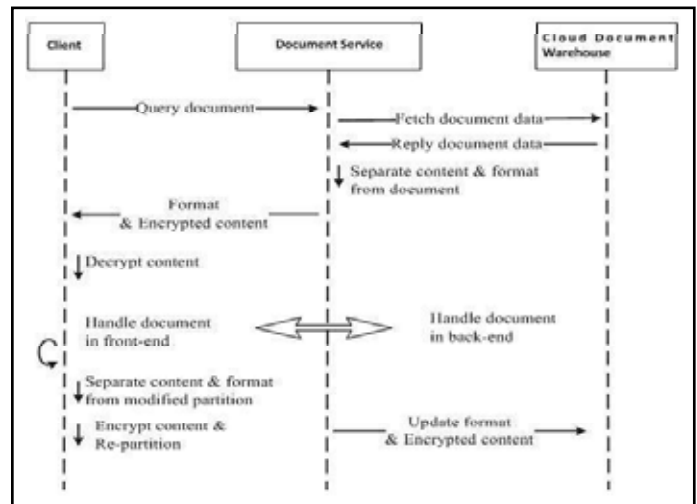 Client
Document Service
Cloud Document
Warehouse
Query document
Fetch document data
Reply document data
Separate content & format
from document
Format
& Encrypted content
Decrypt content
Handle document
in front-end
Handle document
in back-end
Separate content & format
from modified partition
Encrypt content &
Re-partition
Update format
& Encrypted content